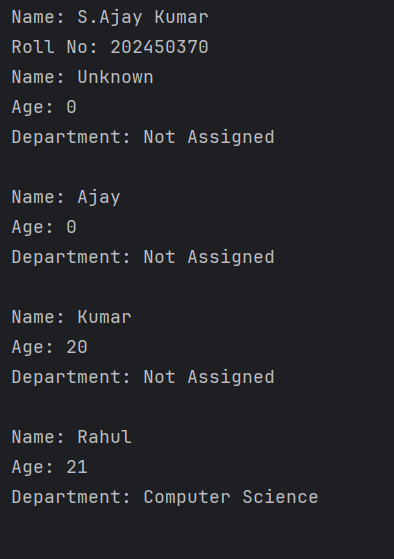 Name: S.Ajay Kumar
Roll No: 202450370
Name: Unknown
Age: 0
Department: Not Assigned
Name: Ajay
Age: 0
Department: Not Assigned
Name: Kumar
Age: 20
Department: Not Assigned
Name: Rahul
Age: 21
Department: Computer Science